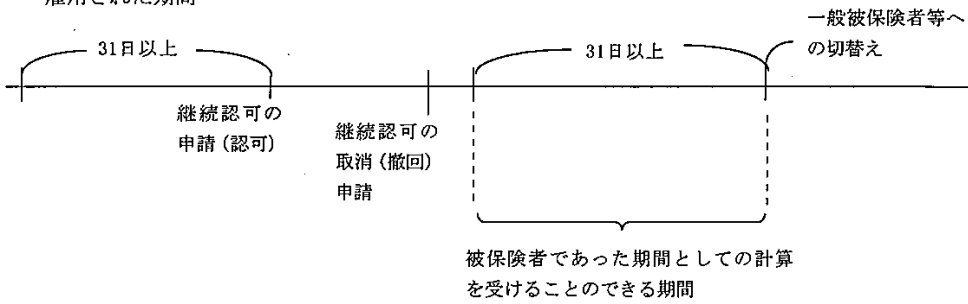 雇用された期間
一般被保険者等へ
の切替え
31日以上
31日以上
継続認可の
申請(認可)
継続認可の
取消(撤回)
申請
被保険者であった期間としての計算
を受けることのできる期間